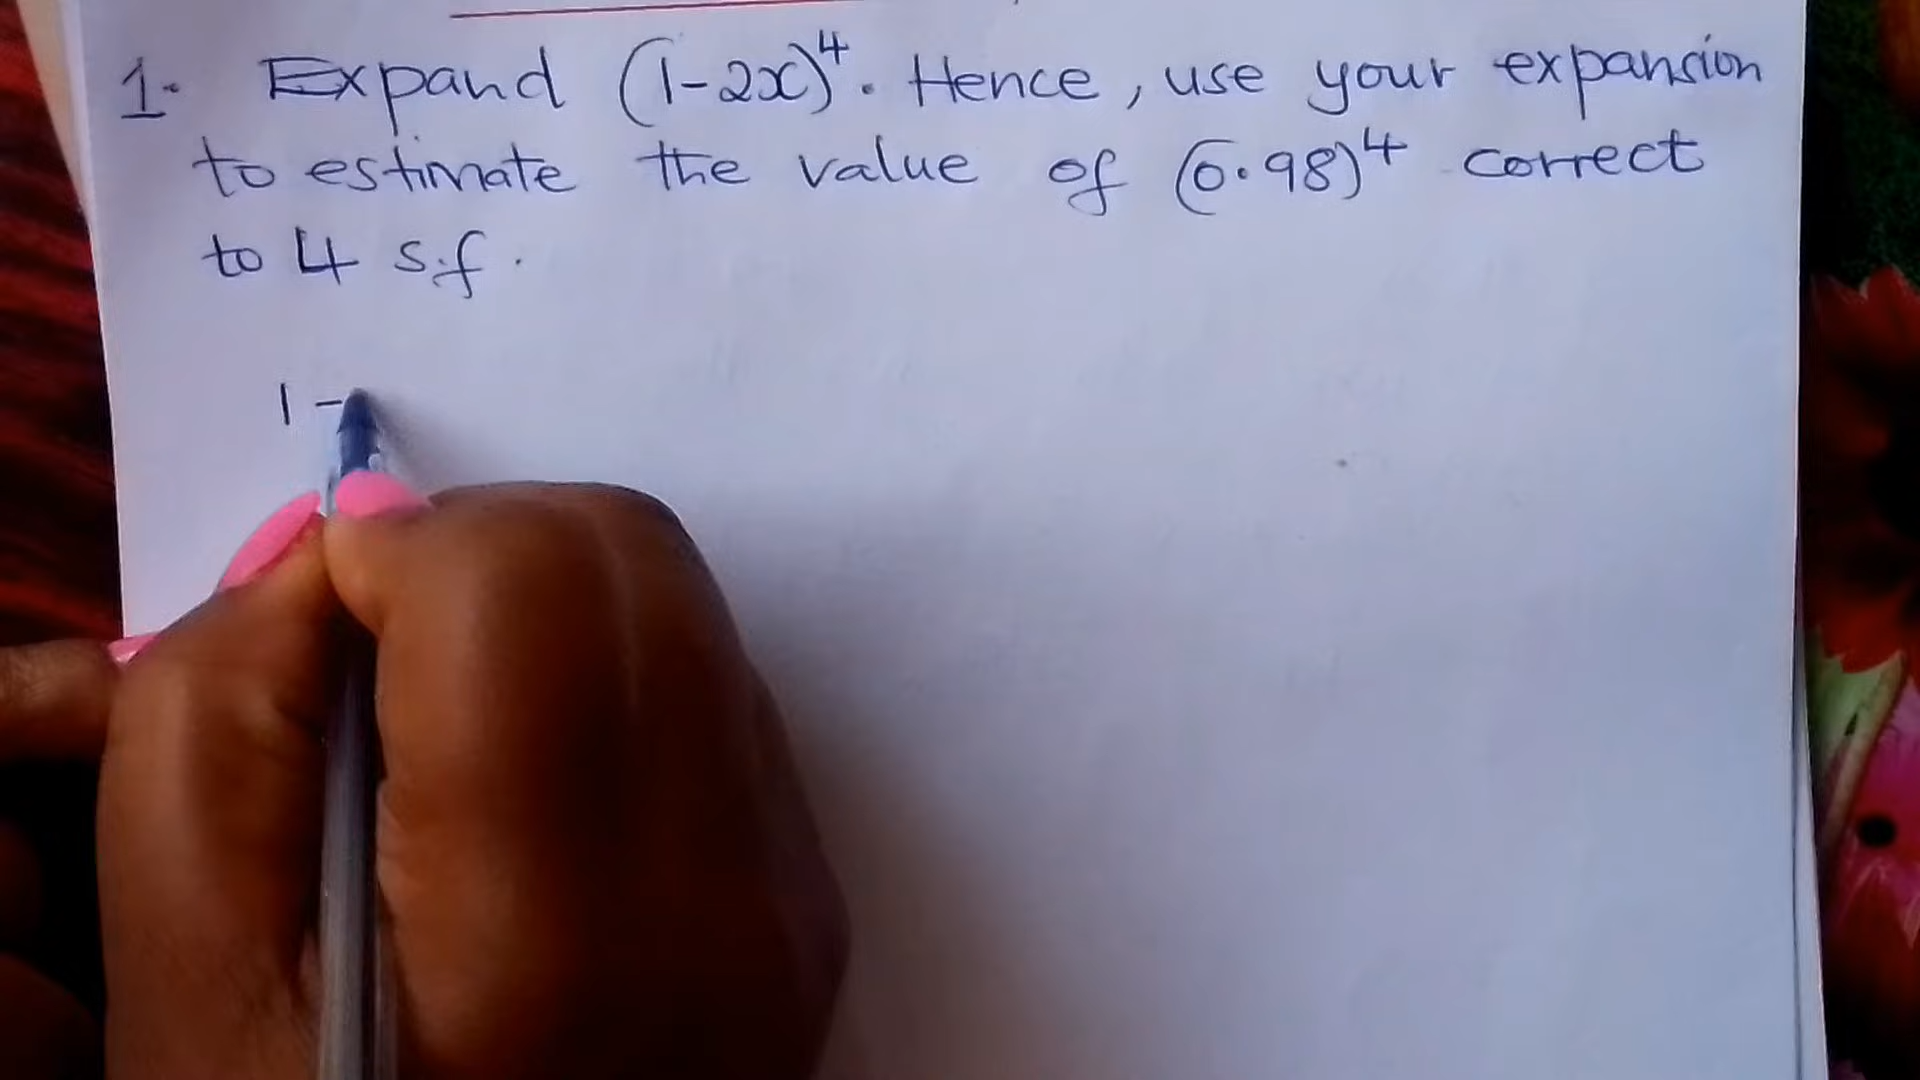 1. Expand (1-2x)⁴. Hence, use your expansion
to estimate the value of (0.98)⁴ correct
to 4 s.f.
1 -